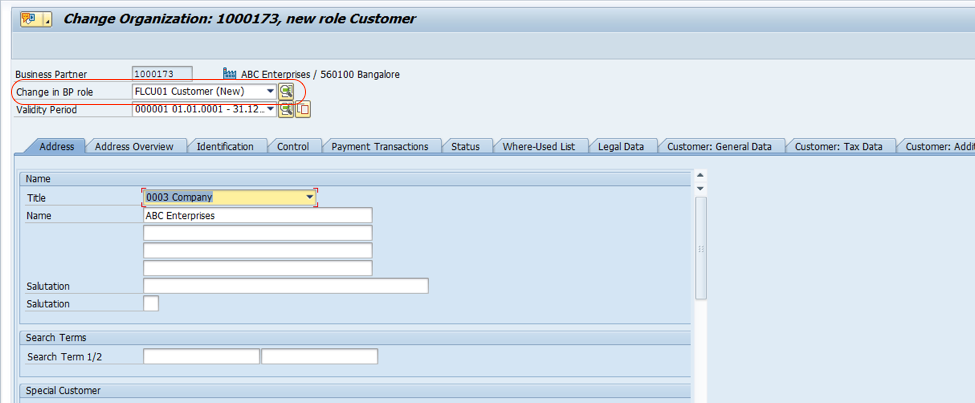 Change Organization: 1000173, new role Customer
Business Partner 1000173 ABC Enterprises / 560100 Bangalore
Change in BP role FLCU01 Customer (New)
Validity Period 000001 01.01.0001 - 31.12...
Address Address Overview Identification Control Payment Transactions Status Where-Used List Legal Data Customer: General Data Customer: Tax Data Customer: Addi
Name
Title 0003 Company
Name ABC Enterprises
Salutation
Salutation
Search Terms
Search Term 1/2
Special Customer